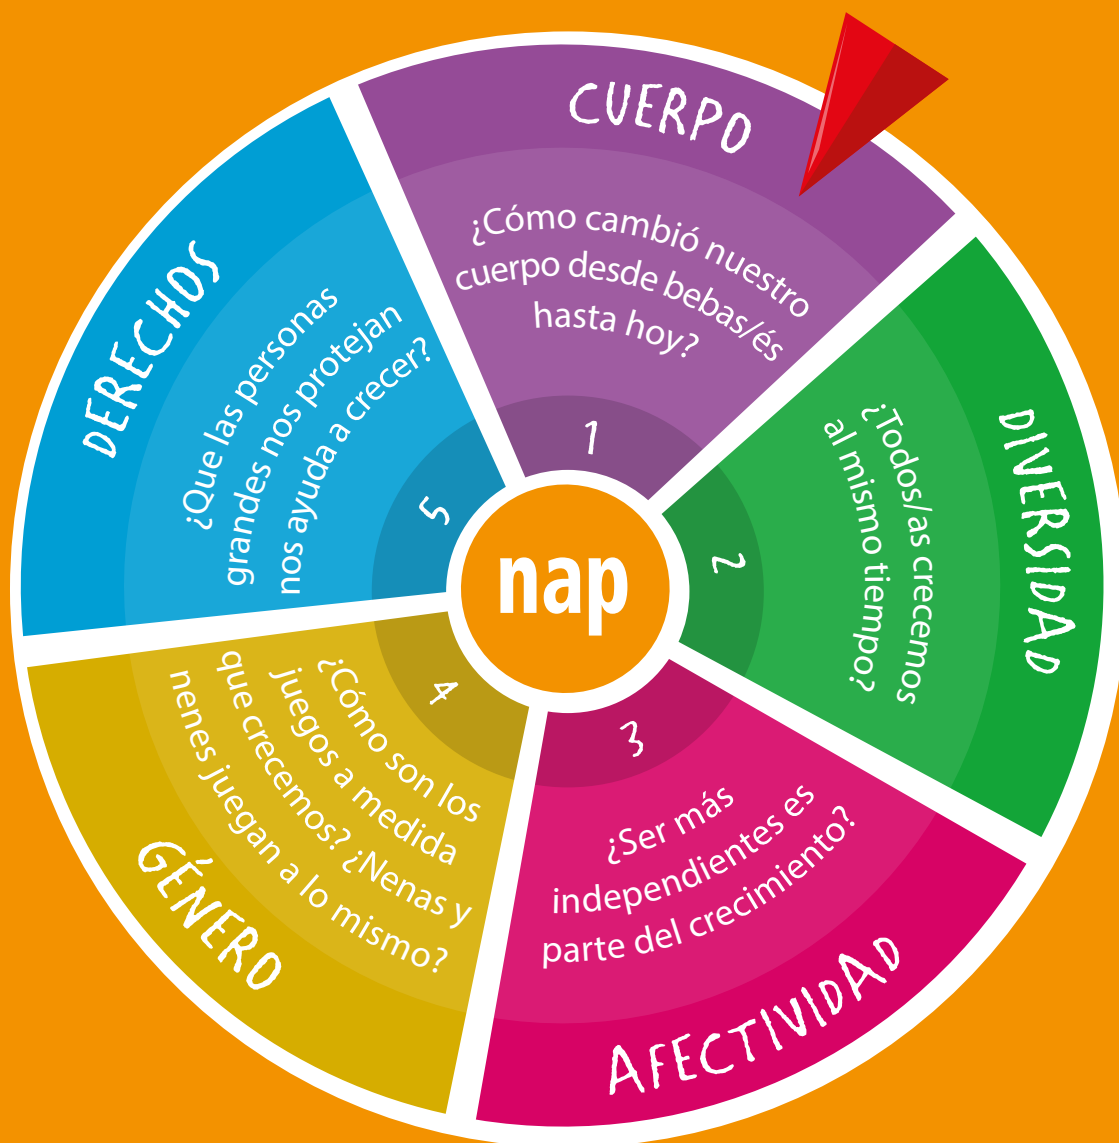 CUERPO
¿Cómo cambió nuestro
cuerpo desde bebas/és
hasta hoy?
1
DIVERSIDAD
¿Todos/as crecemos
al mismo tiempo?
2
3
¿Ser más
independientes es
parte del crecimiento?
AFECTIVIDAD
4
¿Cómo son los
juegos a medida
que crecemos? ¿Nenas y
nenes juegan a lo mismo?
GÉNERO
DERECHOS
¿Que las personas
grandes nos protejan
nos ayuda a crecer?
5
nap